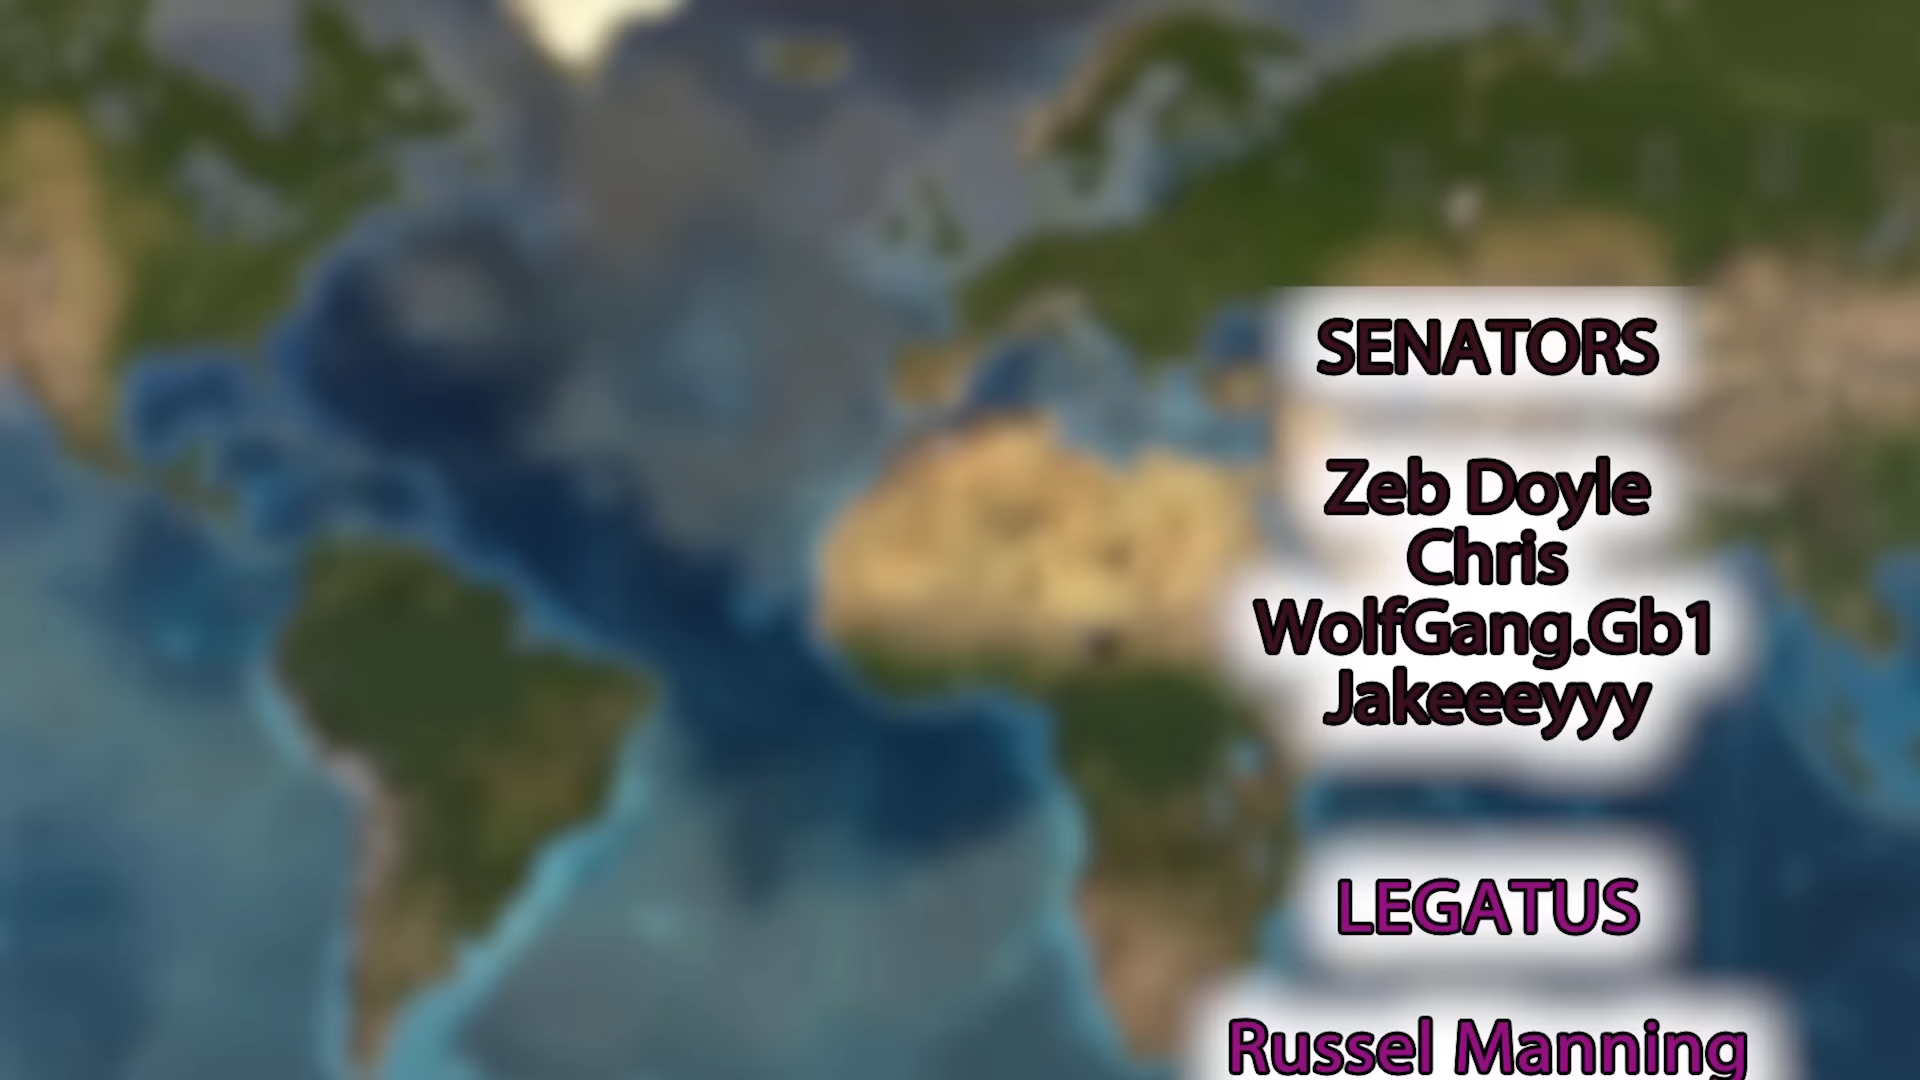 SENATORS
Zeb Doyle
Chris
WolfGang.Gb1
Jakeeeyyy
LEGATUS
Russel Manning